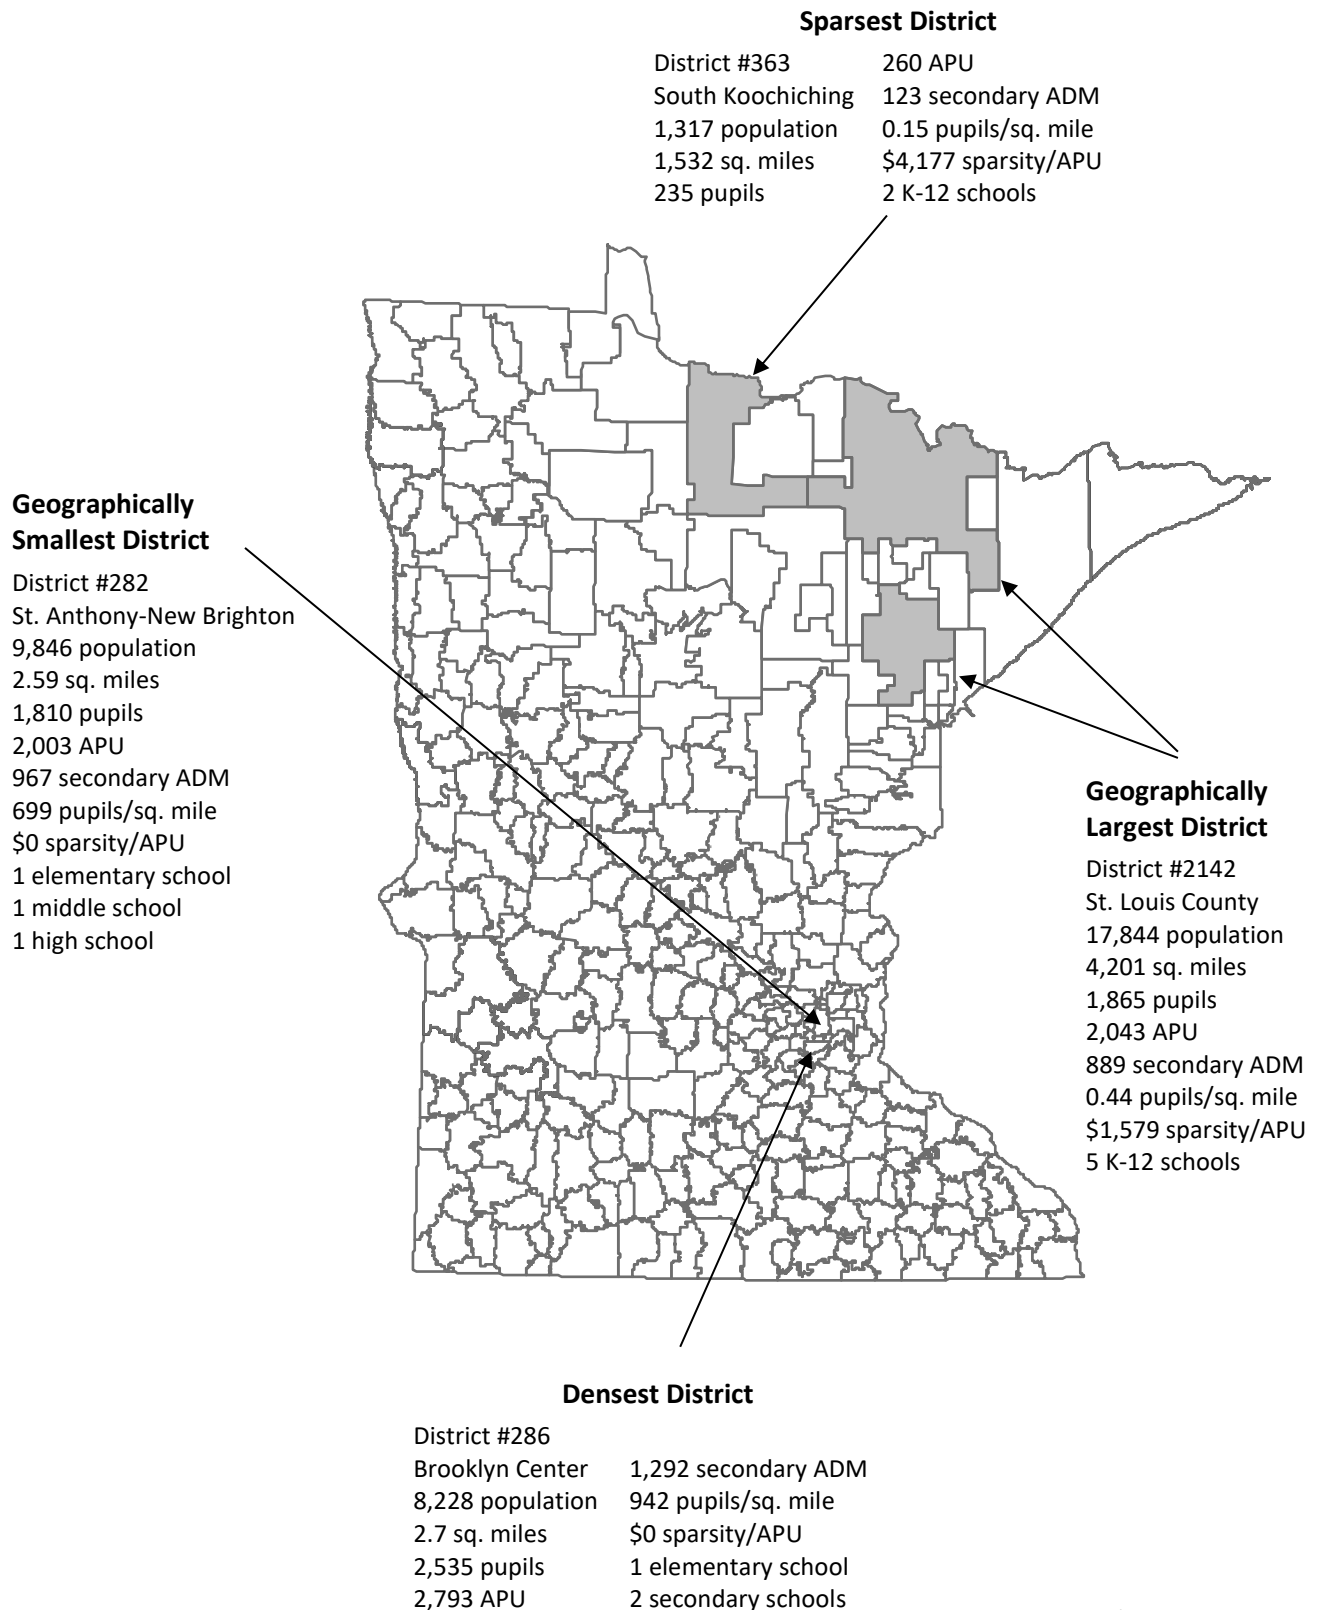 Sparsest District
District #363
South Koochiching
1,317 population
1,532 sq. miles
235 pupils
260 APU
123 secondary ADM
0.15 pupils/sq. mile
$4,177 sparsity/APU
2 K-12 schools
Geographically
Smallest District
District #282
St. Anthony-New Brighton
9,846 population
2.59 sq. miles
1,810 pupils
2,003 APU
967 secondary ADM
699 pupils/sq. mile
$0 sparsity/APU
1 elementary school
1 middle school
1 high school
Geographically
Largest District
District #2142
St. Louis County
17,844 population
4,201 sq. miles
1,865 pupils
2,043 APU
889 secondary ADM
0.44 pupils/sq. mile
$1,579 sparsity/APU
5 K-12 schools
Densest District
District #286
Brooklyn Center
8,228 population
2.7 sq. miles
2,535 pupils
2,793 APU
1,292 secondary ADM
942 pupils/sq. mile
$0 sparsity/APU
1 elementary school
2 secondary schools